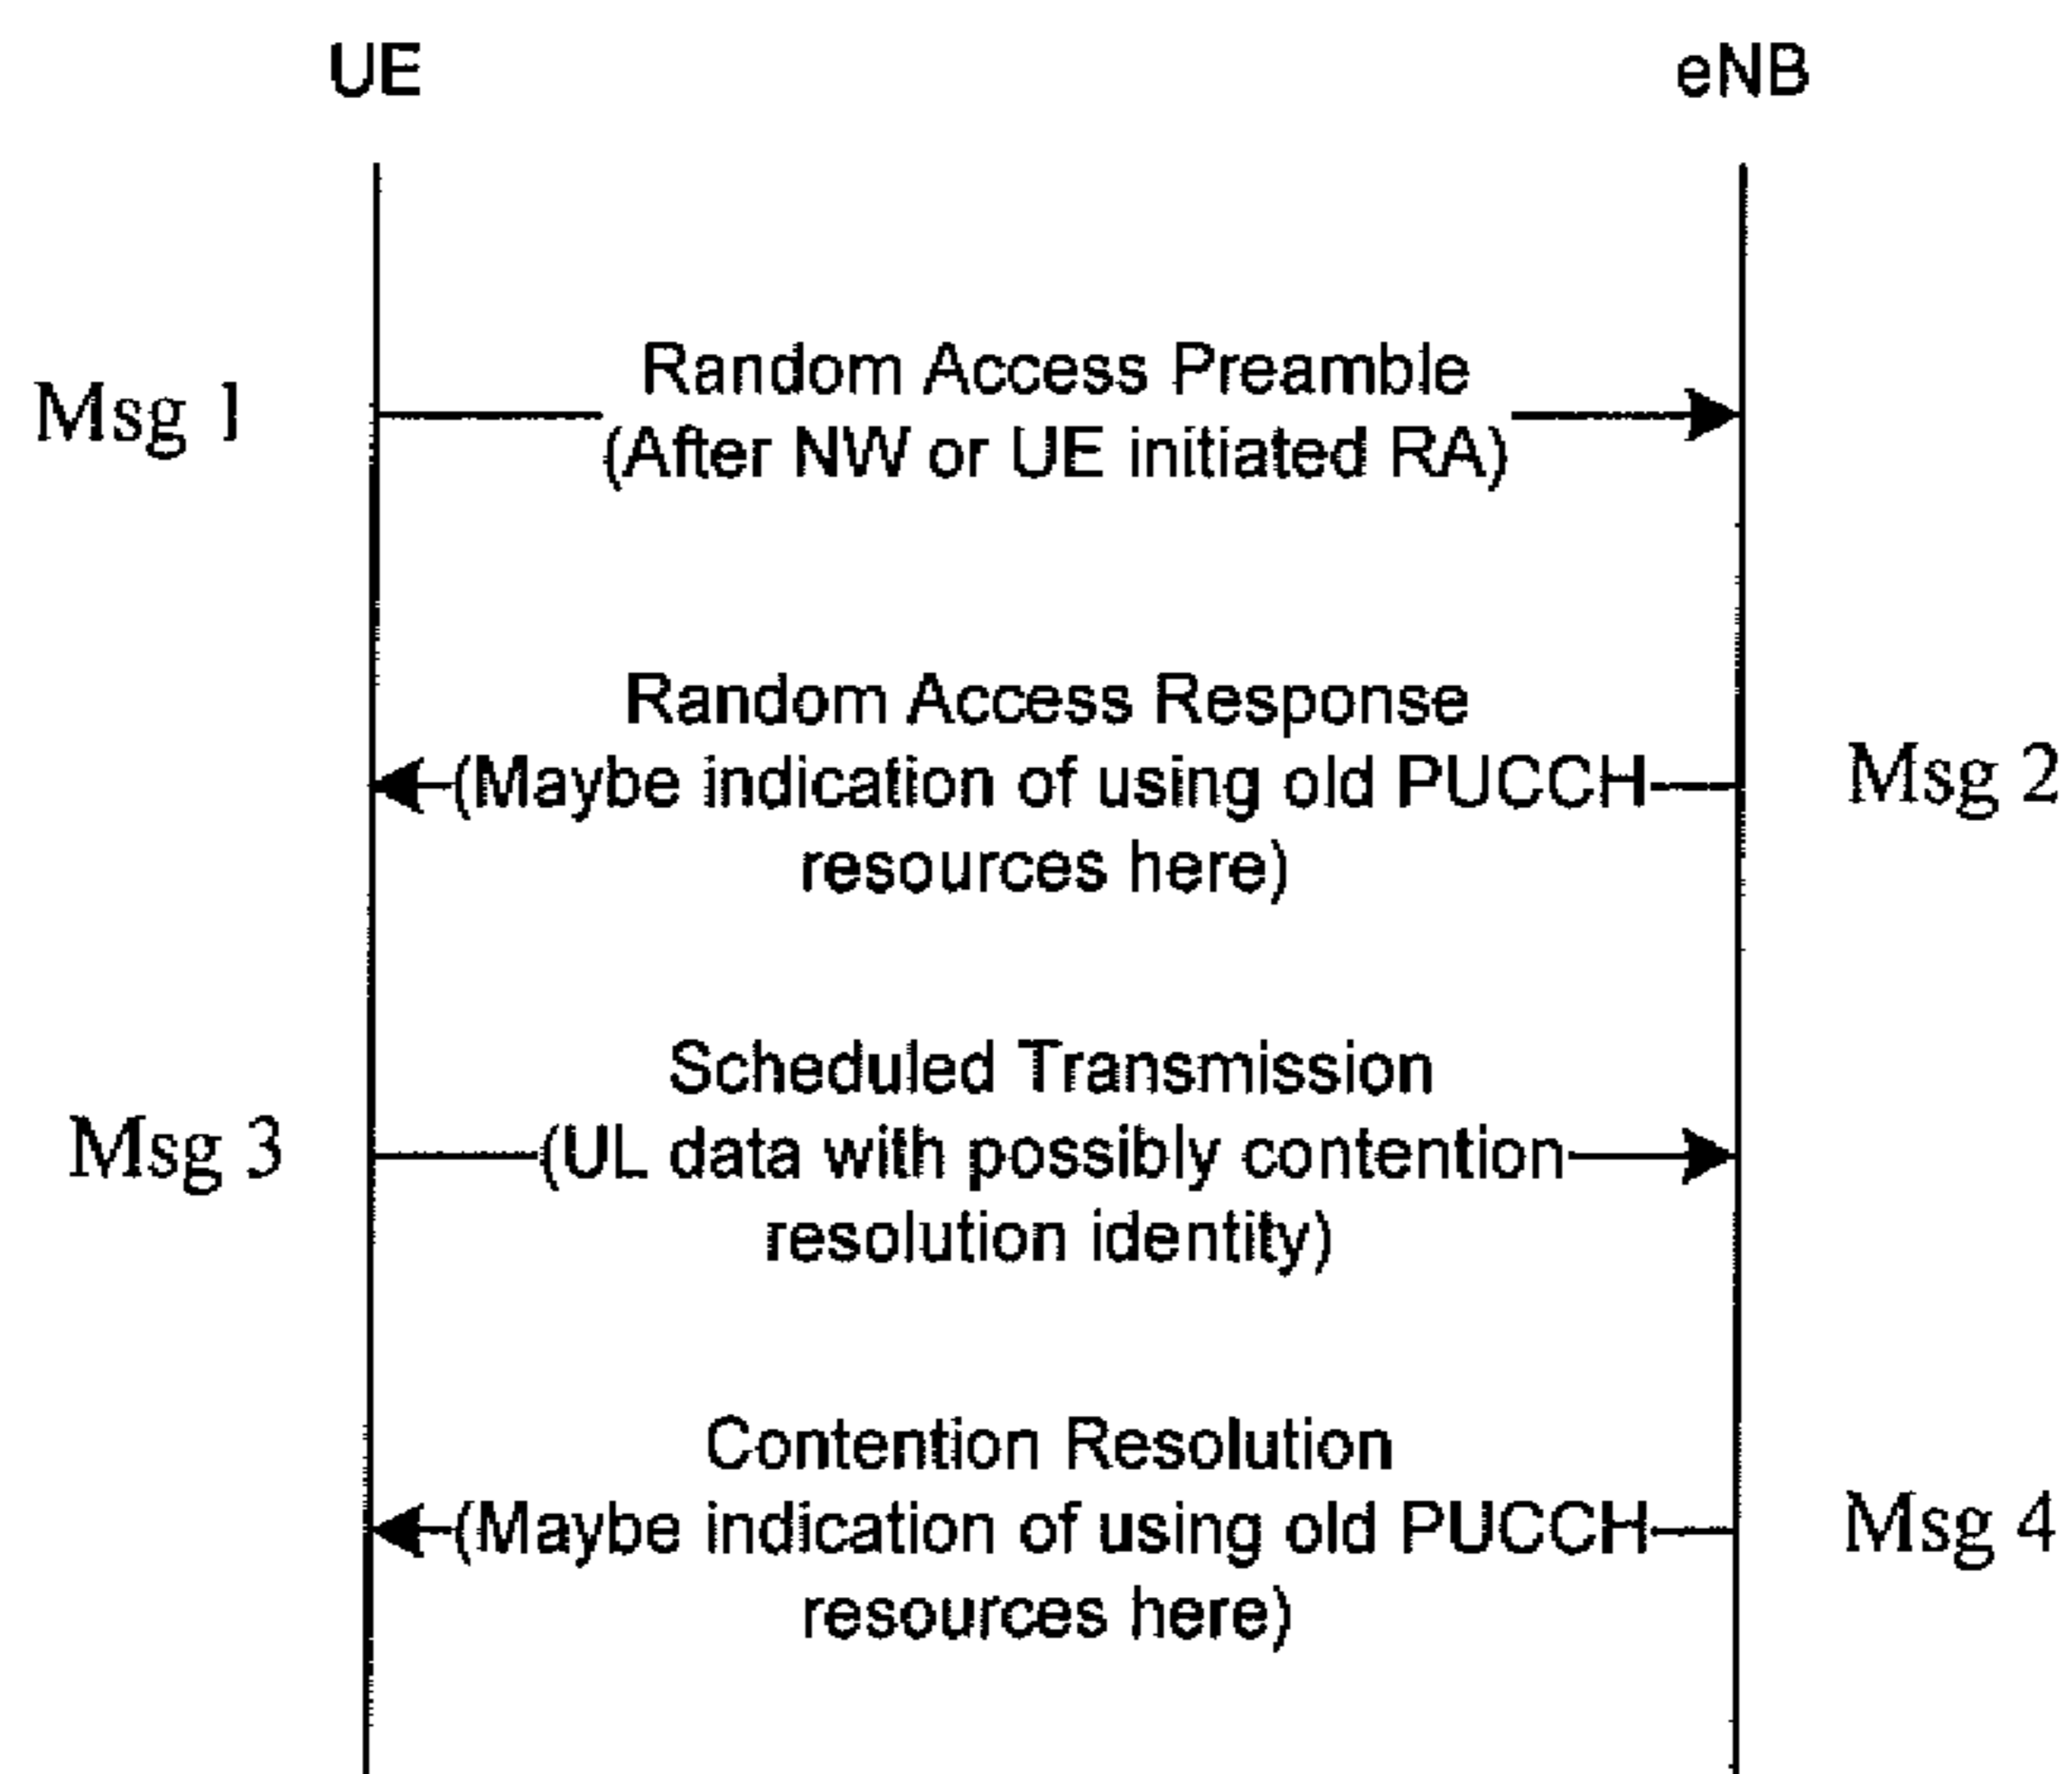 UE
eNB
Msg 1
Random Access Preamble
(After NW or UE initiated RA)
Random Access Response
(Maybe indication of using old PUCCH
resources here)
Msg 2
Msg 3
Scheduled Transmission
(UL data with possibly contention
resolution identity)
Contention Resolution
(Maybe indication of using old PUCCH
resources here)
Msg 4